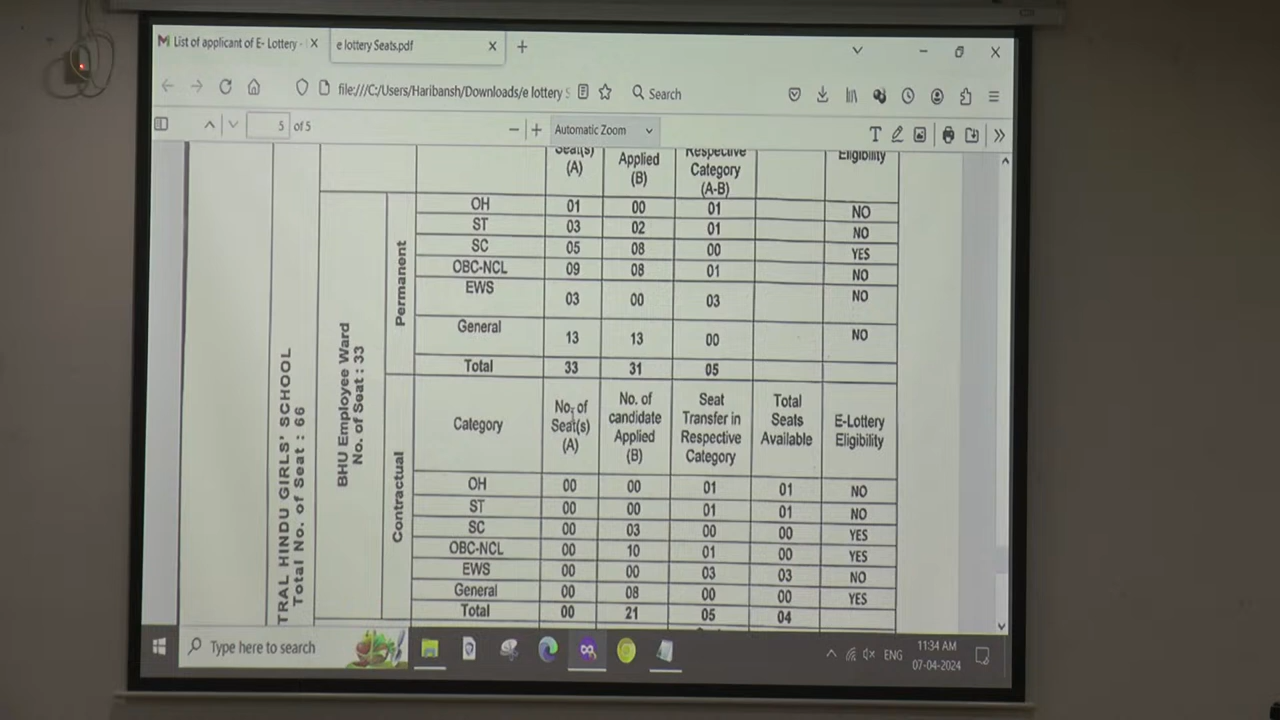 List of applicant of E- Lottery -
e lottery Seats.pdf
file:///C:/Users/Haribansh/Downloads/e lottery S
Search
5 of 5
Automatic Zoom
Seat(s) (A)
Applied (B)
Respective Category (A-B)
Eligibility
TRAL HINDU GIRLS' SCHOOL
Total No. of Seat : 66
BHU Employee Ward
No. of Seat : 33
Permanent
OH 01 00 01 NO
ST 03 02 01 NO
SC 05 08 00 YES
OBC-NCL 09 08 01 NO
EWS 03 00 03 NO
General 13 13 00 NO
Total 33 31 05
Contractual
Category
No. of Seat(s) (A)
No. of candidate Applied (B)
Seat Transfer in Respective Category
Total Seats Available
E-Lottery Eligibility
OH 00 00 01 01 NO
ST 00 00 01 01 NO
SC 00 03 00 00 YES
OBC-NCL 00 10 01 00 YES
EWS 00 00 03 03 NO
General 00 08 00 00 YES
Total 00 21 05 04
Type here to search
ENG
11:34 AM
07-04-2024